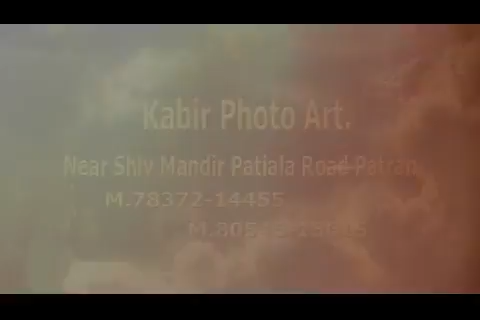 Kabir Photo Art.
Near Shiv Mandir Patiala Road Patran
M.78372-14455